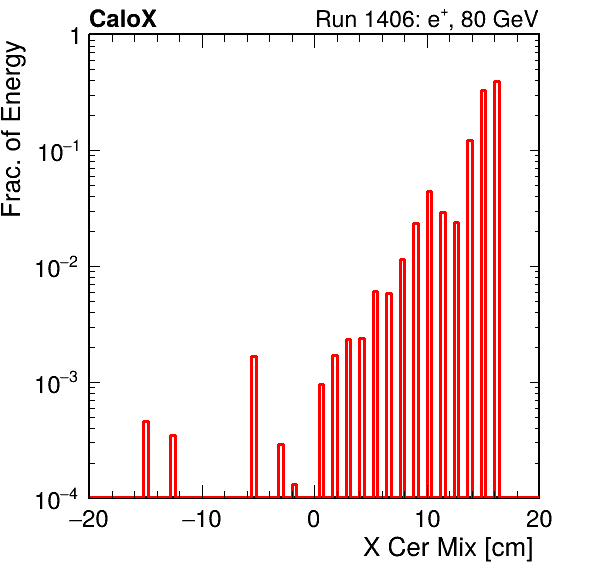 CaloX Run 1406: e⁺, 80 GeV
Frac. of Energy
1
10⁻¹
10⁻²
10⁻³
10⁻⁴
−20 −10 0 10 20
X Cer Mix [cm]